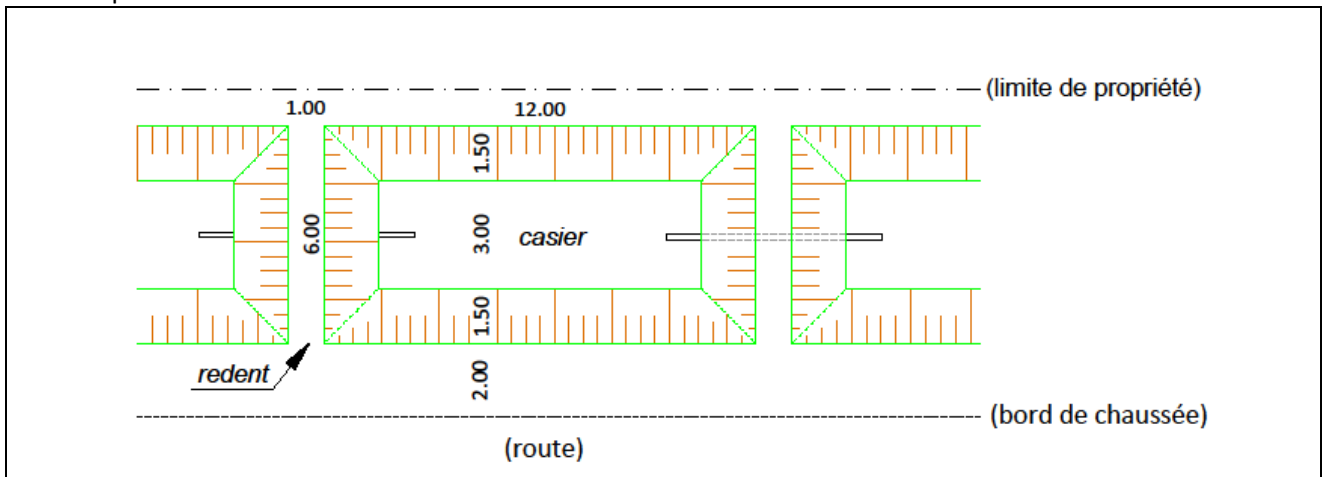 (limite de propriété)
1.00
12.00
1.50
6.00
3.00
casier
1.50
redent
2.00
(bord de chaussée)
(route)